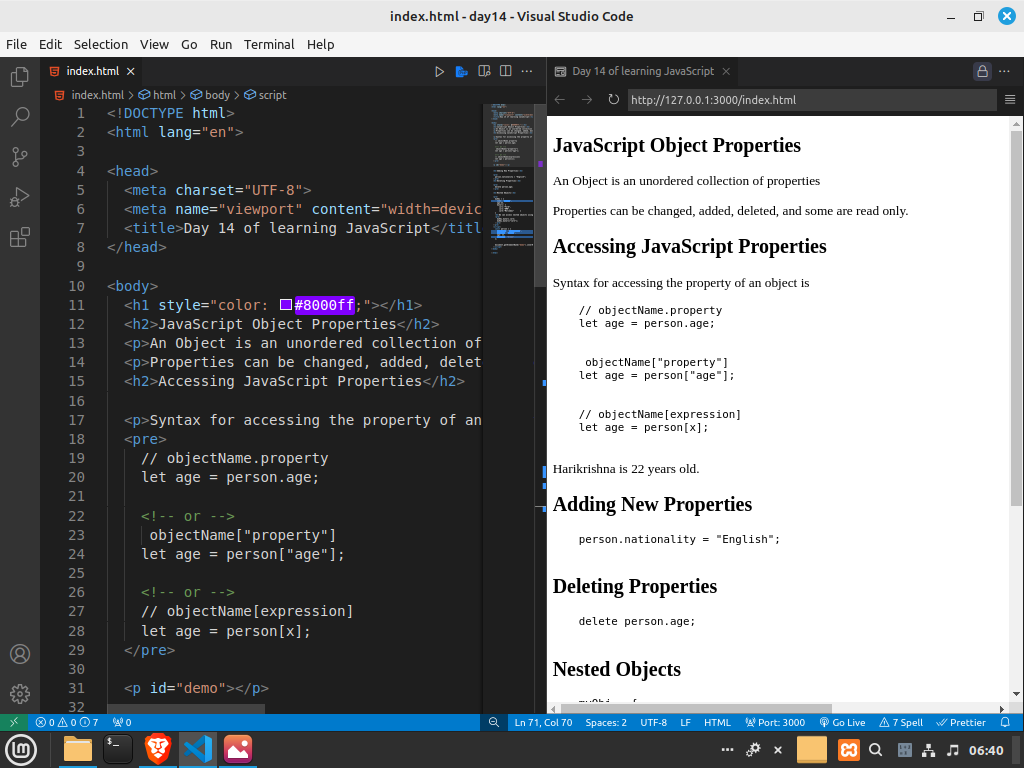 index.html - day14 - Visual Studio Code
File Edit Selection View Go Run Terminal Help
index.html
index.html html body script
1 <!DOCTYPE html>
2 <html lang="en">
3
4 <head>
5 <meta charset="UTF-8">
6 <meta name="viewport" content="width=devic
7 <title>Day 14 of learning JavaScript</titl
8 </head>
9
10 <body>
11 <h1 style="color: #8000ff;"></h1>
12 <h2>JavaScript Object Properties</h2>
13 <p>An Object is an unordered collection of
14 <p>Properties can be changed, added, delet
15 <h2>Accessing JavaScript Properties</h2>
16
17 <p>Syntax for accessing the property of an
18 <pre>
19 // objectName.property
20 let age = person.age;
21
22 <!-- or -->
23 objectName["property"]
24 let age = person["age"];
25
26 <!-- or -->
27 // objectName[expression]
28 let age = person[x];
29 </pre>
30
31 <p id="demo"></p>
32
Day 14 of learning JavaScript
http://127.0.0.1:3000/index.html
JavaScript Object Properties
An Object is an unordered collection of properties
Properties can be changed, added, deleted, and some are read only.
Accessing JavaScript Properties
Syntax for accessing the property of an object is
// objectName.property
let age = person.age;
objectName["property"]
let age = person["age"];
// objectName[expression]
let age = person[x];
Harikrishna is 22 years old.
Adding New Properties
person.nationality = "English";
Deleting Properties
delete person.age;
Nested Objects
0 0 7 0 Ln 71, Col 70 Spaces: 2 UTF-8 LF HTML Port: 3000 Go Live 7 Spell Prettier
06:40